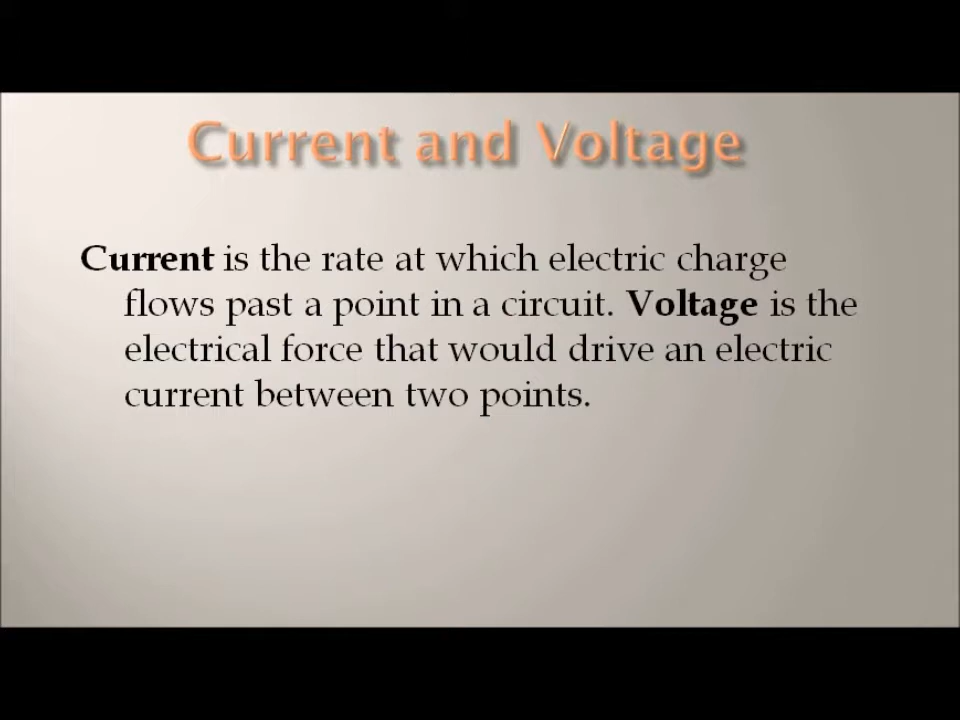 Current and Voltage
Current is the rate at which electric charge
flows past a point in a circuit. Voltage is the
electrical force that would drive an electric
current between two points.